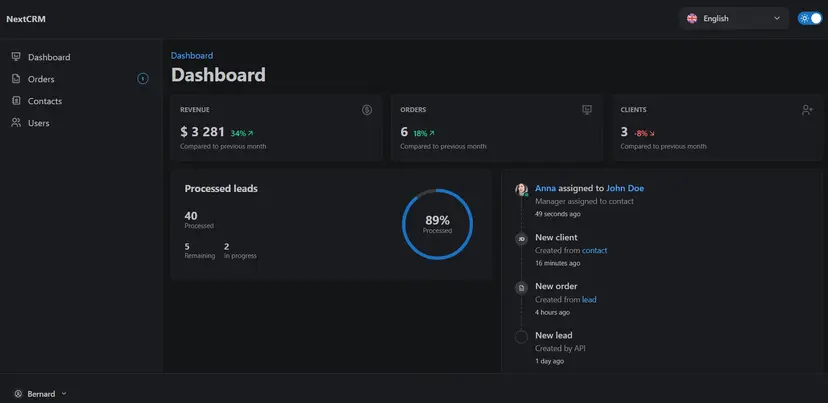 NextCRM
English
Dashboard
Orders
1
Contacts
Users
Dashboard
Dashboard
REVENUE
$ 3 281 34%
Compared to previous month
ORDERS
6 18%
Compared to previous month
CLIENTS
3 -8%
Compared to previous month
Processed leads
40
Processed
5
Remaining
2
In progress
89%
Processed
Anna assigned to John Doe
Manager assigned to contact
49 seconds ago
JD
New client
Created from contact
16 minutes ago
New order
Created from lead
4 hours ago
New lead
Created by API
1 day ago
Bernard